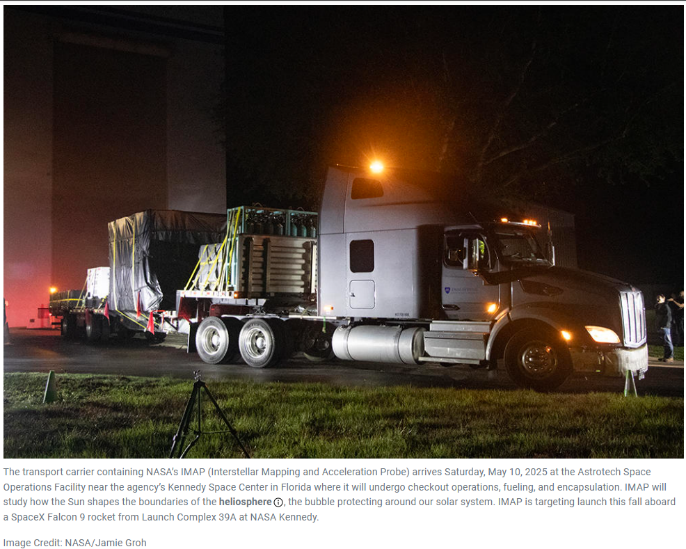 The transport carrier containing NASA's IMAP (Interstellar Mapping and Acceleration Probe) arrives Saturday, May 10, 2025 at the Astrotech Space
Operations Facility near the agency's Kennedy Space Center in Florida where it will undergo checkout operations, fueling, and encapsulation. IMAP will
study how the Sun shapes the boundaries of the heliosphere ⓘ, the bubble protecting around our solar system. IMAP is targeting launch this fall aboard
a SpaceX Falcon 9 rocket from Launch Complex 39A at NASA Kennedy.
Image Credit: NASA/Jamie Groh